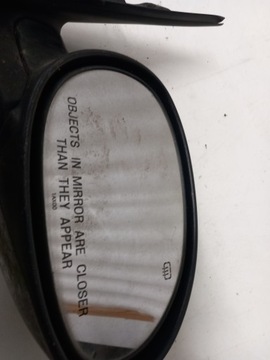 OBJECTS IN MIRROR ARE CLOSER
THAN THEY APPEAR